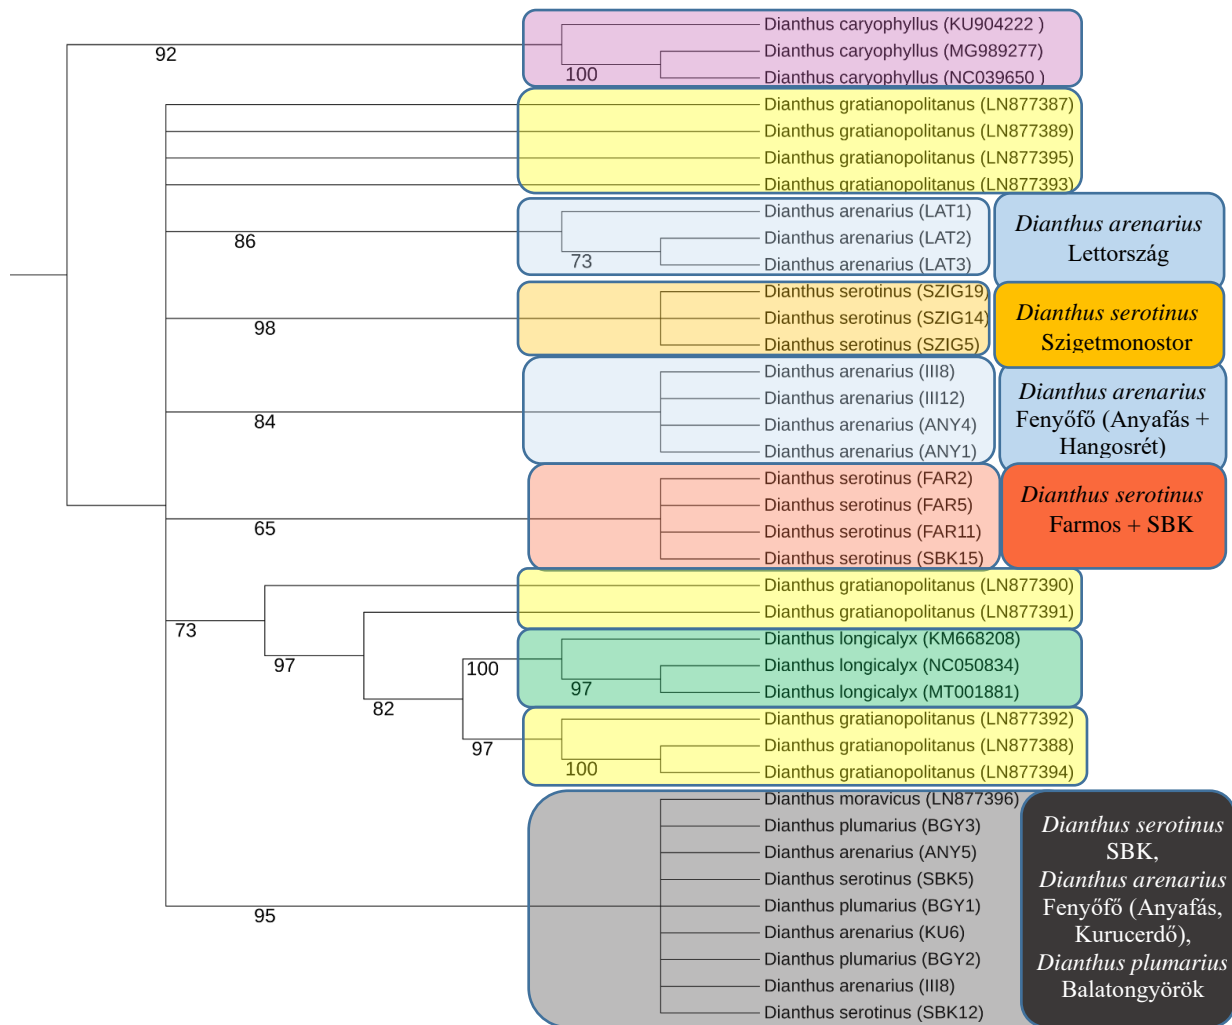 Dianthus caryophyllus (KU904222 )
92
Dianthus caryophyllus (MG989277)
100
Dianthus caryophyllus (NC039650 )
Dianthus gratianopolitanus (LN877387)
Dianthus gratianopolitanus (LN877389)
Dianthus gratianopolitanus (LN877395)
Dianthus gratianopolitanus (LN877393)
Dianthus arenarius (LAT1)
86
Dianthus arenarius (LAT2)
73
Dianthus arenarius (LAT3)
Dianthus arenarius
Lettország
Dianthus serotinus (SZIG19)
98
Dianthus serotinus (SZIG14)
Dianthus serotinus (SZIG5)
Dianthus serotinus
Szigetmonostor
Dianthus arenarius (III8)
Dianthus arenarius (III12)
84
Dianthus arenarius (ANY4)
Dianthus arenarius (ANY1)
Dianthus arenarius
Fenyőfő (Anyafás +
Hangosrét)
Dianthus serotinus (FAR2)
Dianthus serotinus (FAR5)
65
Dianthus serotinus (FAR11)
Dianthus serotinus (SBK15)
Dianthus serotinus
Farmos + SBK
Dianthus gratianopolitanus (LN877390)
Dianthus gratianopolitanus (LN877391)
73
97
Dianthus longicalyx (KM668208)
100
Dianthus longicalyx (NC050834)
97
Dianthus longicalyx (MT001881)
82
Dianthus gratianopolitanus (LN877392)
97
Dianthus gratianopolitanus (LN877388)
100
Dianthus gratianopolitanus (LN877394)
Dianthus moravicus (LN877396)
Dianthus plumarius (BGY3)
Dianthus arenarius (ANY5)
Dianthus serotinus (SBK5)
95
Dianthus plumarius (BGY1)
Dianthus arenarius (KU6)
Dianthus plumarius (BGY2)
Dianthus arenarius (III8)
Dianthus serotinus (SBK12)
Dianthus serotinus
SBK,
Dianthus arenarius
Fenyőfő (Anyafás,
Kurucerdő),
Dianthus plumarius
Balatongyörök